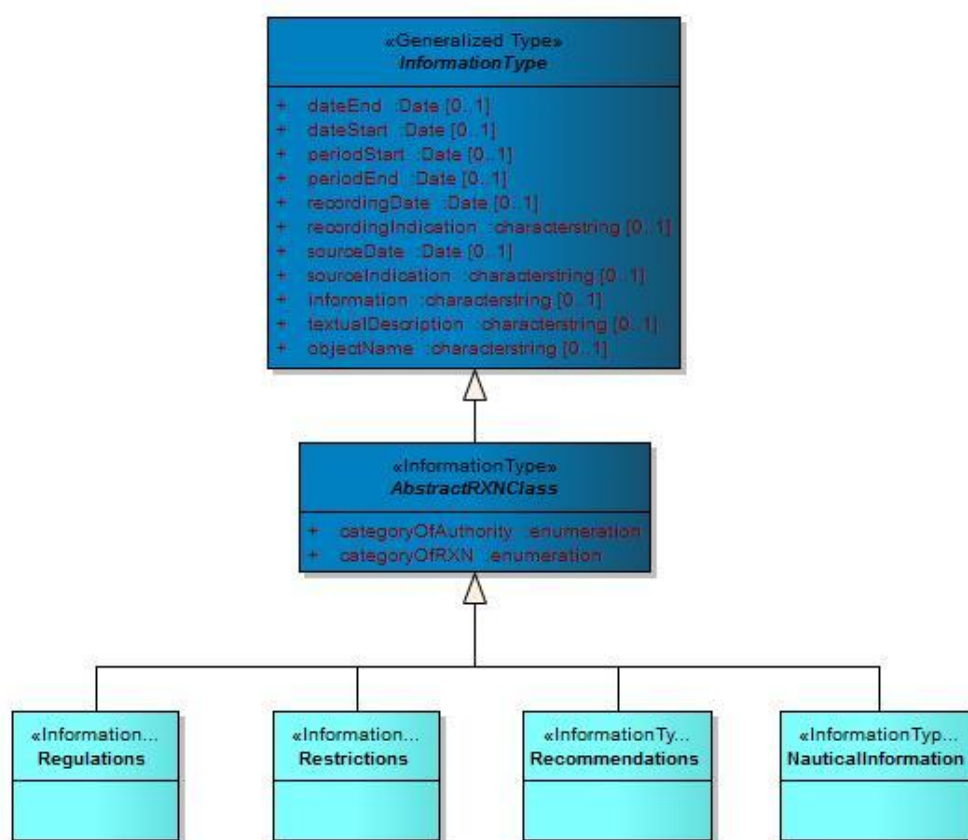 «Generalized Type»
InformationType
+ dateEnd :Date [0..1]
+ dateStart :Date [0..1]
+ periodStart :Date [0..1]
+ periodEnd :Date [0..1]
+ recordingDate :Date [0..1]
+ recordingIndication :characterstring [0..1]
+ sourceDate :Date [0..1]
+ sourceIndication :characterstring [0..1]
+ information :characterstring [0..1]
+ textualDescription :characterstring [0..1]
+ objectName :characterstring [0..1]
«InformationType»
AbstractRXNClass
+ categoryOfAuthority :enumeration
+ categoryOfRXN :enumeration
«Information...
Regulations
«Information...
Restrictions
«InformationTy...
Recommendations
«InformationTyp...
NauticalInformation